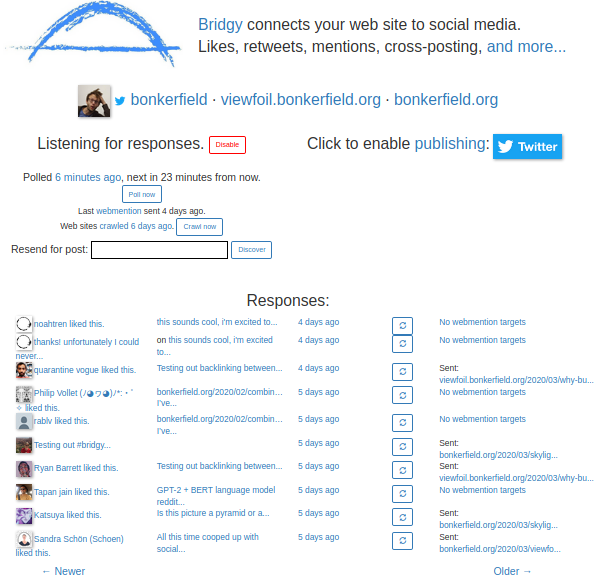 Bridgy connects your web site to social media.
Likes, retweets, mentions, cross-posting, and more...
bonkerfield · viewfoil.bonkerfield.org · bonkerfield.org
Listening for responses. Disable
Click to enable publishing: Twitter
Polled 6 minutes ago, next in 23 minutes from now.
Poll now
Last webmention sent 4 days ago.
Web sites crawled 6 days ago. Crawl now
Resend for post: Discover
Responses:
noahtren liked this. this sounds cool, i'm excited to... 4 days ago No webmention targets
thanks! unfortunately I could never... on this sounds cool, i'm excited to... 4 days ago No webmention targets
quarantine vogue liked this. Testing out backlinking between... 4 days ago Sent: viewfoil.bonkerfield.org/2020/03/why-bu...
Philip Vollet (ﾉ◕ヮ◕)ﾉ*:・ﾟ✧ liked this. bonkerfield.org/2020/02/combin... I've... 5 days ago No webmention targets
rablv liked this. bonkerfield.org/2020/02/combin... I've... 5 days ago No webmention targets
Testing out #bridgy... 5 days ago Sent: bonkerfield.org/2020/03/skylig...
Ryan Barrett liked this. Testing out backlinking between... 5 days ago Sent: viewfoil.bonkerfield.org/2020/03/why-bu...
Tapan jain liked this. GPT-2 + BERT language model reddit... 5 days ago No webmention targets
Katsuya liked this. Is this picture a pyramid or a... 5 days ago Sent: bonkerfield.org/2020/03/skylig...
Sandra Schön (Schoen) liked this. All this time cooped up with social... 5 days ago Sent: bonkerfield.org/2020/03/viewfo...
← Newer Older →